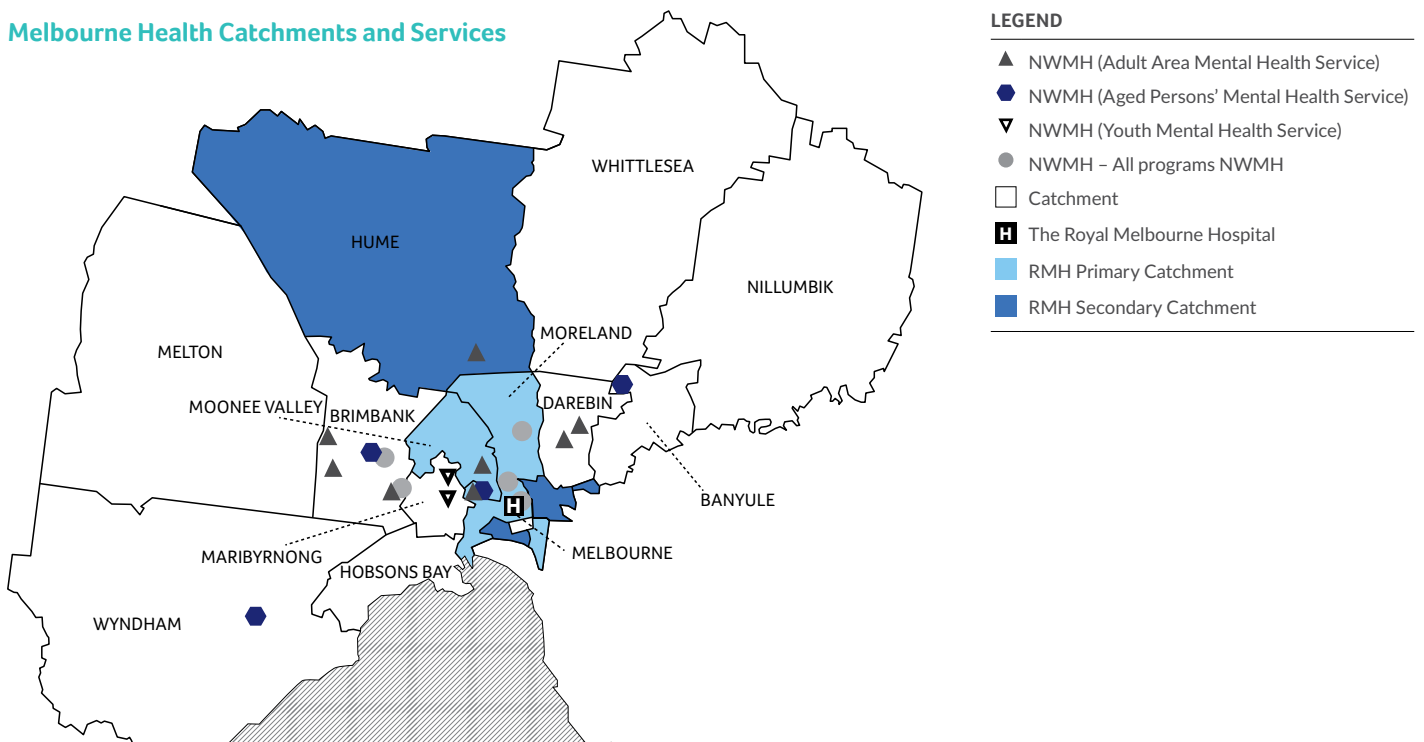 Melbourne Health Catchments and Services
LEGEND
NWMH (Adult Area Mental Health Service)
NWMH (Aged Persons' Mental Health Service)
NWMH (Youth Mental Health Service)
NWMH – All programs NWMH
Catchment
H The Royal Melbourne Hospital
RMH Primary Catchment
RMH Secondary Catchment
WHITTLESEA
HUME
NILLUMBIK
MORELAND
MELTON
MOONEE VALLEY
BRIMBANK
DAREBIN
BANYULE
H
MARIBYRNONG
MELBOURNE
HOBSONS BAY
WYNDHAM